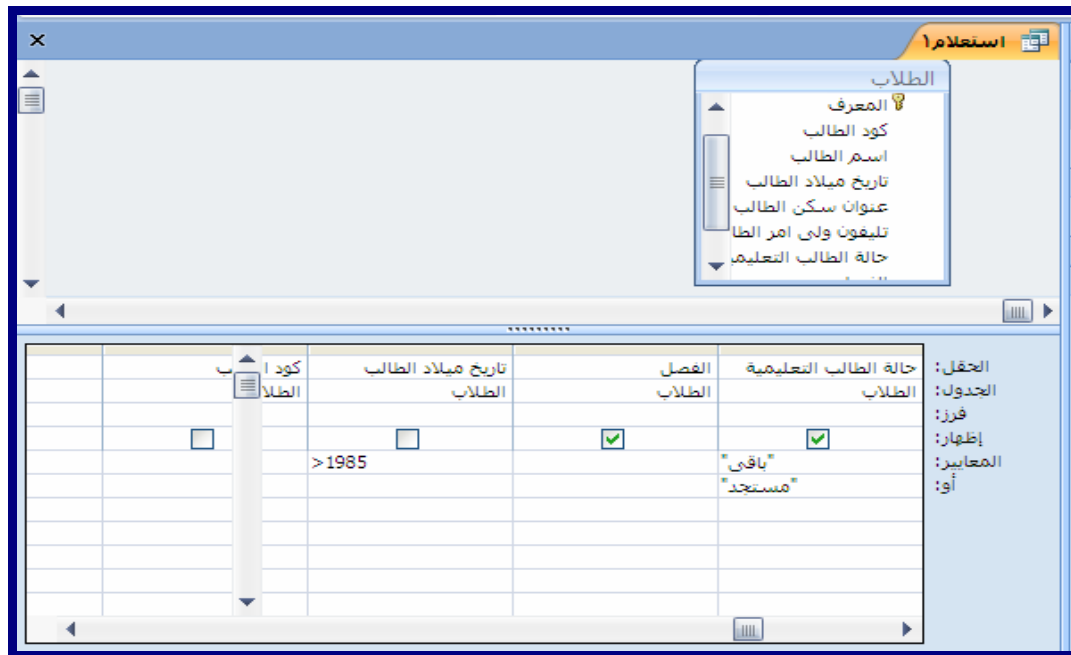 استعلام١
الطلاب
المعرف
كود الطالب
اسم الطالب
تاريخ ميلاد الطالب
عنوان سكن الطالب
تليفون ولى امر الطا
حالة الطالب التعليمي
الحقل: حالة الطالب التعليمية الفصل تاريخ ميلاد الطالب كود ا ب
الجدول: الطلاب الطلاب الطلاب الطلا
فرز:
إظهار:
المعايير: "باقى" >1985
أو: "مستجد"